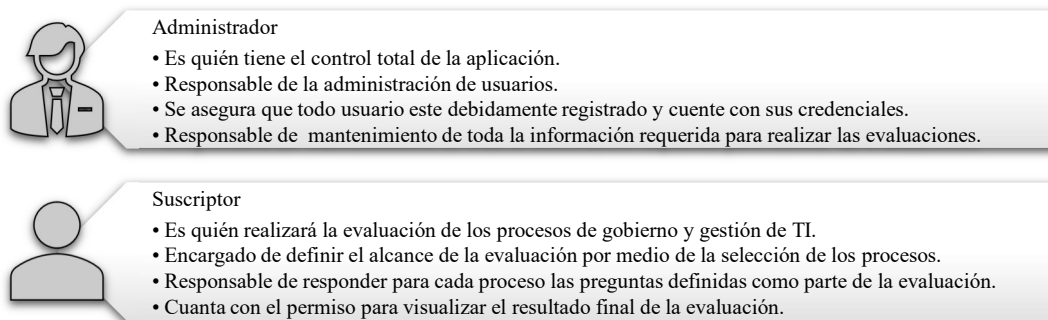 Administrador
• Es quién tiene el control total de la aplicación.
• Responsable de la administración de usuarios.
• Se asegura que todo usuario este debidamente registrado y cuente con sus credenciales.
• Responsable de mantenimiento de toda la información requerida para realizar las evaluaciones.
Suscriptor
• Es quién realizará la evaluación de los procesos de gobierno y gestión de TI.
• Encargado de definir el alcance de la evaluación por medio de la selección de los procesos.
• Responsable de responder para cada proceso las preguntas definidas como parte de la evaluación.
• Cuanta con el permiso para visualizar el resultado final de la evaluación.